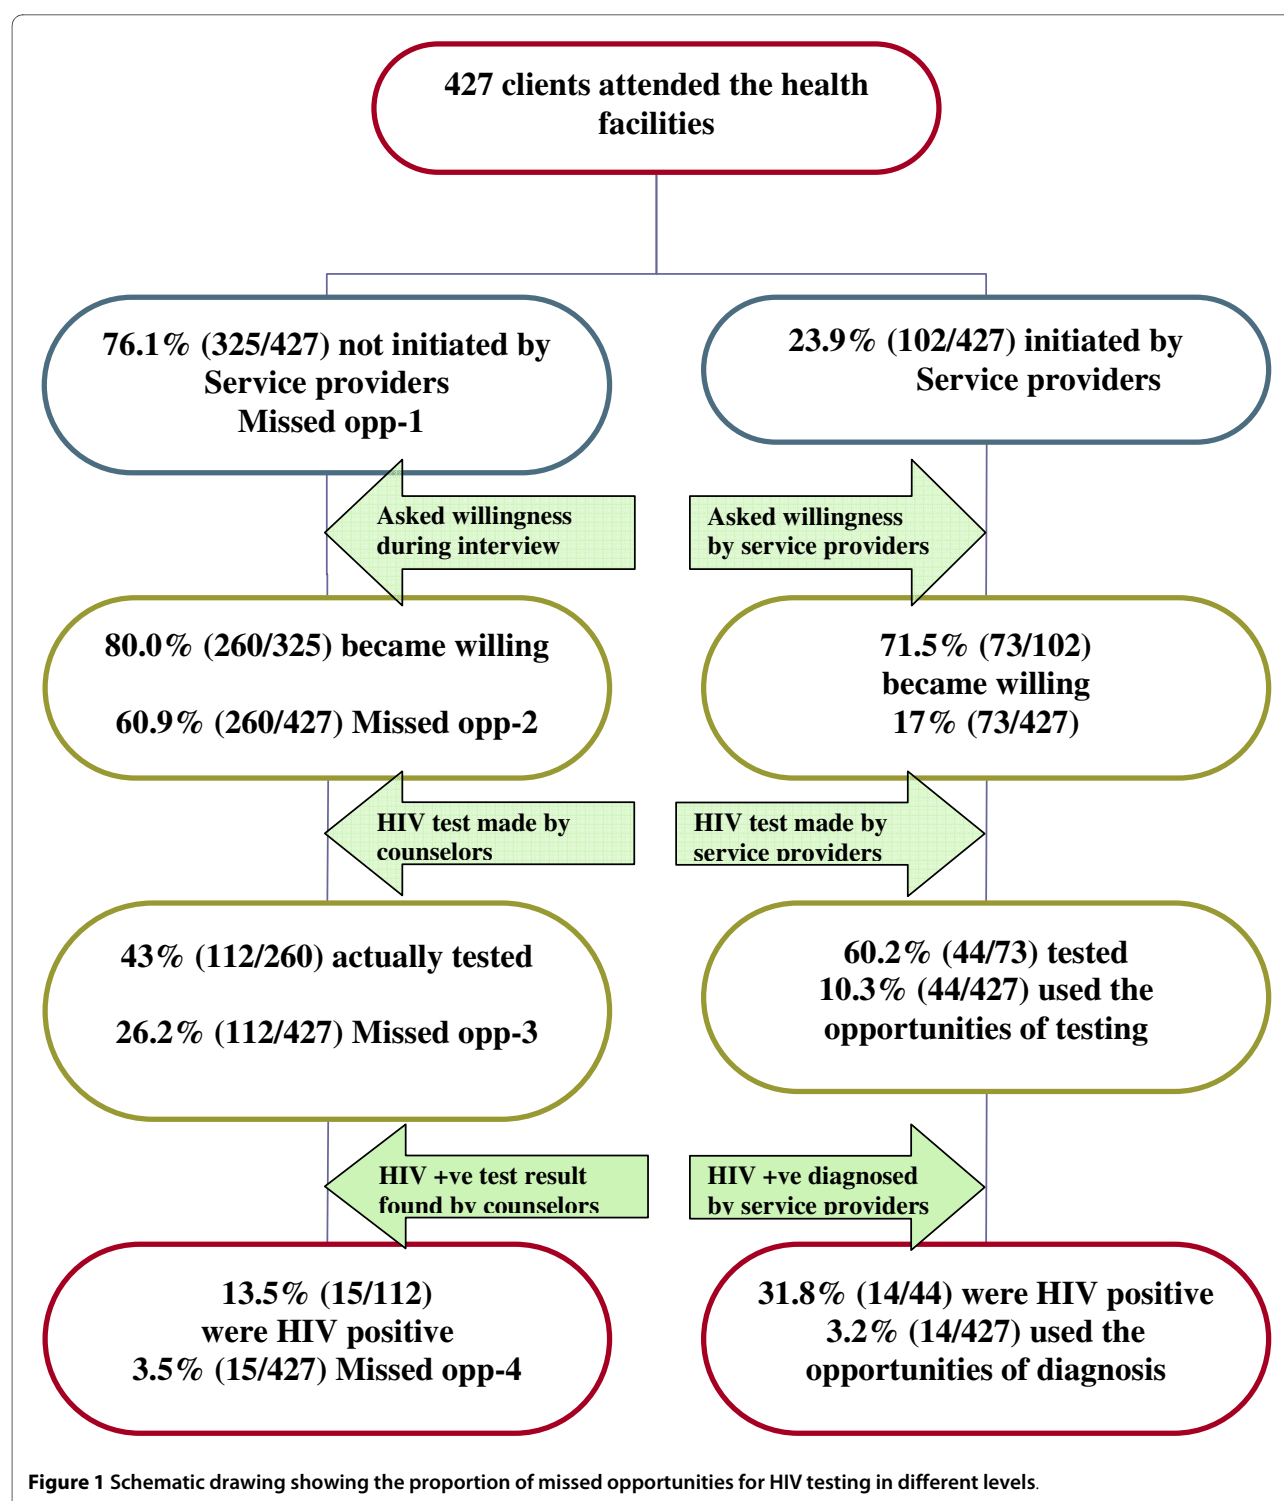 427 clients attended the health
facilities
76.1% (325/427) not initiated by
Service providers
Missed opp-1
23.9% (102/427) initiated by
Service providers
Asked willingness
during interview
Asked willingness
by service providers
80.0% (260/325) became willing
60.9% (260/427) Missed opp-2
71.5% (73/102)
became willing
17% (73/427)
HIV test made by
counselors
HIV test made by
service providers
43% (112/260) actually tested
26.2% (112/427) Missed opp-3
60.2% (44/73) tested
10.3% (44/427) used the
opportunities of testing
HIV +ve test result
found by counselors
HIV +ve diagnosed
by service providers
13.5% (15/112)
were HIV positive
3.5% (15/427) Missed opp-4
31.8% (14/44) were HIV positive
3.2% (14/427) used the
opportunities of diagnosis
Figure 1 Schematic drawing showing the proportion of missed opportunities for HIV testing in different levels.